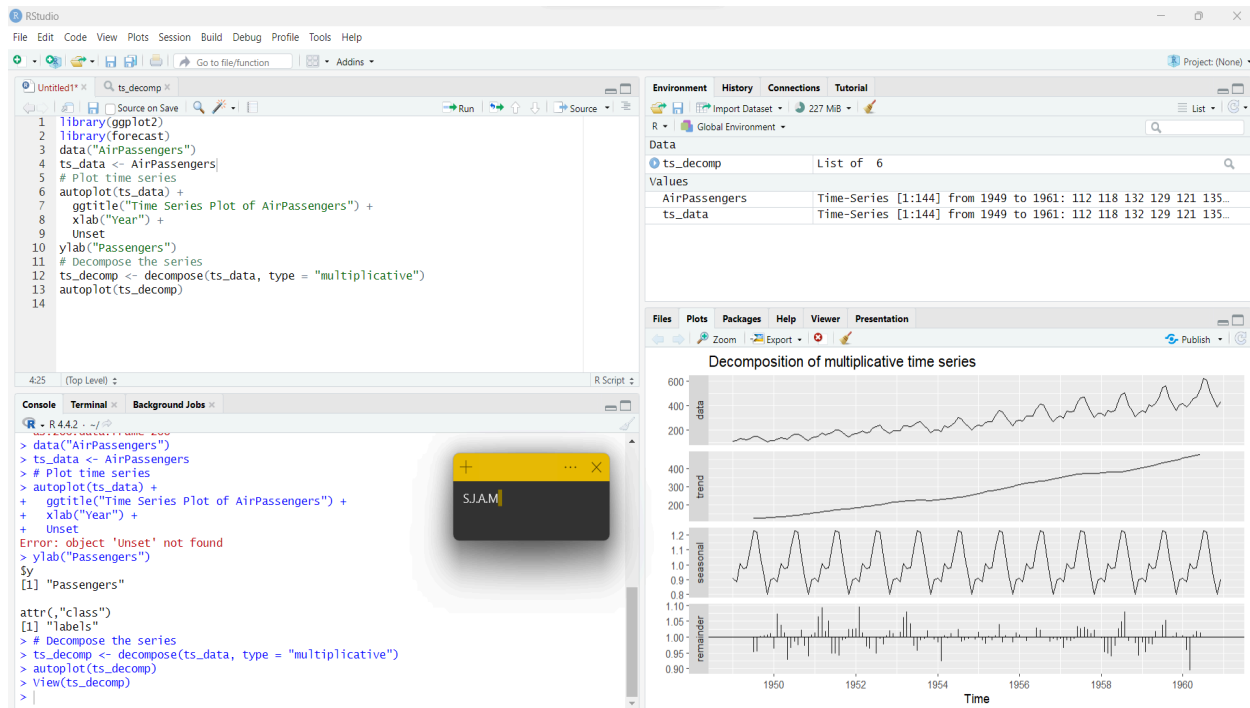 RStudio
File Edit Code View Plots Session Build Debug Profile Tools Help
Go to file/function Addins Project: (None)
Untitled1* ts_decomp
Source on Save Run Source
1 library(ggplot2)
2 library(forecast)
3 data("AirPassengers")
4 ts_data <- AirPassengers
5 # Plot time series
6 autoplot(ts_data) +
7 ggtitle("Time Series Plot of AirPassengers") +
8 xlab("Year") +
9 Unset
10 ylab("Passengers")
11 # Decompose the series
12 ts_decomp <- decompose(ts_data, type = "multiplicative")
13 autoplot(ts_decomp)
14
4:25 (Top Level) R Script
Console Terminal Background Jobs
R R 4.4.2 · ~/
> data("AirPassengers")
> ts_data <- AirPassengers
> # Plot time series
> autoplot(ts_data) +
+ ggtitle("Time Series Plot of AirPassengers") +
+ xlab("Year") +
+ Unset
Error: object 'Unset' not found
> ylab("Passengers")
$y
[1] "Passengers"
attr(,"class")
[1] "labels"
> # Decompose the series
> ts_decomp <- decompose(ts_data, type = "multiplicative")
> autoplot(ts_decomp)
> View(ts_decomp)
>
S.J.A.M
Environment History Connections Tutorial
Import Dataset 227 MiB List
R Global Environment
Data
ts_decomp List of 6
Values
AirPassengers Time-Series [1:144] from 1949 to 1961: 112 118 132 129 121 135…
ts_data Time-Series [1:144] from 1949 to 1961: 112 118 132 129 121 135…
Files Plots Packages Help Viewer Presentation
Zoom Export Publish
Decomposition of multiplicative time series
600
400
200
data
400
300
200
trend
1.2
1.1
1.0
0.9
0.8
seasonal
1.10
1.05
1.00
0.95
0.90
remainder
1950 1952 1954 1956 1958 1960
Time